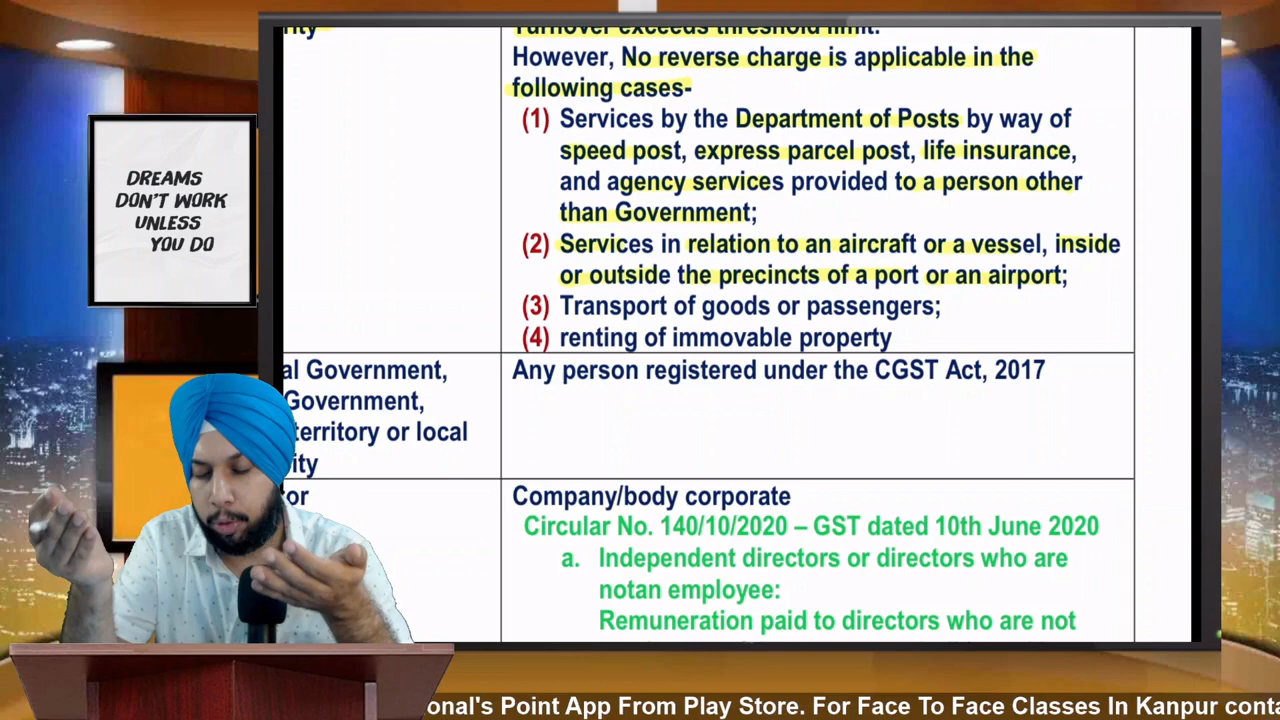 DREAMS
DON'T WORK
UNLESS
YOU DO
Turnover exceeds threshold limit.
However, No reverse charge is applicable in the
following cases-
(1) Services by the Department of Posts by way of
speed post, express parcel post, life insurance,
and agency services provided to a person other
than Government;
(2) Services in relation to an aircraft or a vessel, inside
or outside the precincts of a port or an airport;
(3) Transport of goods or passengers;
(4) renting of immovable property
al Government,
Government,
territory or local
ity
Any person registered under the CGST Act, 2017
tor
Company/body corporate
Circular No. 140/10/2020 – GST dated 10th June 2020
a. Independent directors or directors who are
notan employee:
Remuneration paid to directors who are not
onal's Point App From Play Store. For Face To Face Classes In Kanpur conta